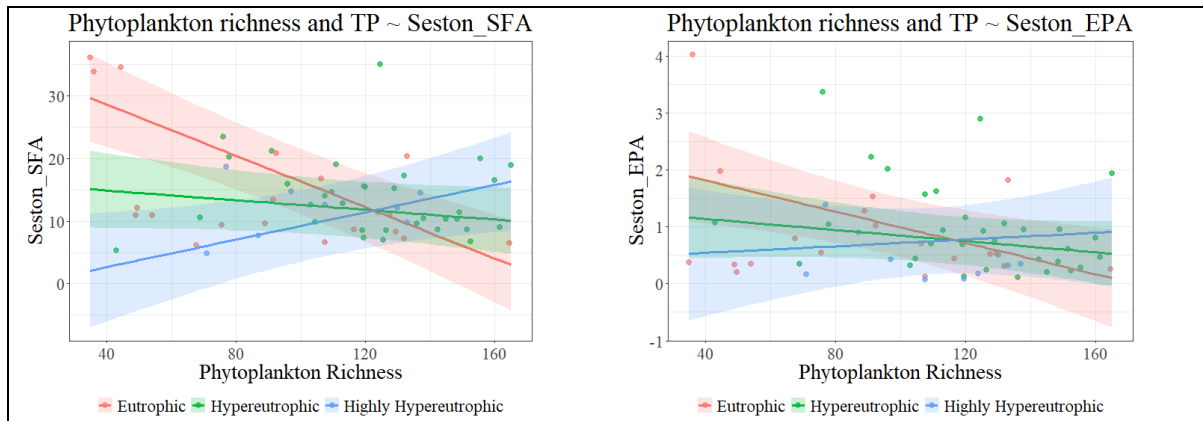 Phytoplankton richness and TP ~ Seston_SFA
Seston_SFA
30
20
10
0
40
80
120
160
Phytoplankton Richness
Eutrophic
Hypereutrophic
Highly Hypereutrophic
Phytoplankton richness and TP ~ Seston_EPA
Seston_EPA
4
3
2
1
0
-1
40
80
120
160
Phytoplankton Richness
Eutrophic
Hypereutrophic
Highly Hypereutrophic